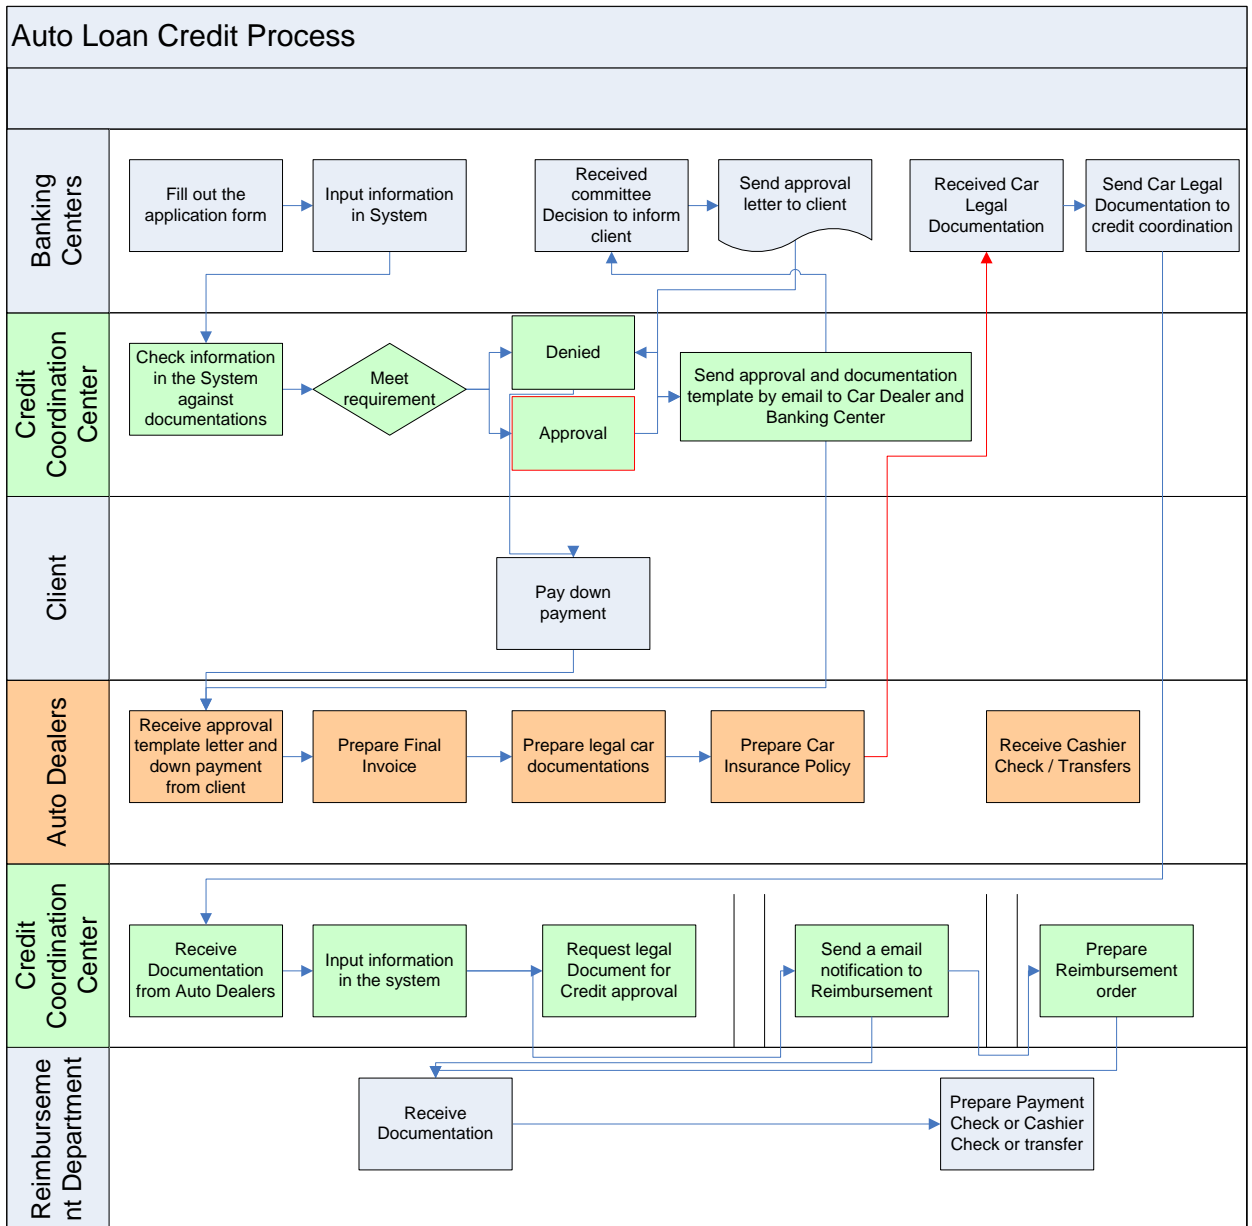 Auto Loan Credit Process
Banking
Centers
Fill out the
application form
Input information
in System
Received
committee
Decision to inform
client
Send approval
letter to client
Received Car
Legal
Documentation
Send Car Legal
Documentation to
credit coordination
Credit
Coordination
Center
Check information
in the System
against
documentations
Meet
requirement
Denied
Approval
Send approval and documentation
template by email to Car Dealer and
Banking Center
Client
Pay down
payment
Auto Dealers
Receive approval
template letter and
down payment
from client
Prepare Final
Invoice
Prepare legal car
documentations
Prepare Car
Insurance Policy
Receive Cashier
Check / Transfers
Credit
Coordination
Center
Receive
Documentation
from Auto Dealers
Input information
in the system
Request legal
Document for
Credit approval
Send a email
notification to
Reimbursement
Prepare
Reimbursement
order
Reimburseme
nt Department
Receive
Documentation
Prepare Payment
Check or Cashier
Check or transfer